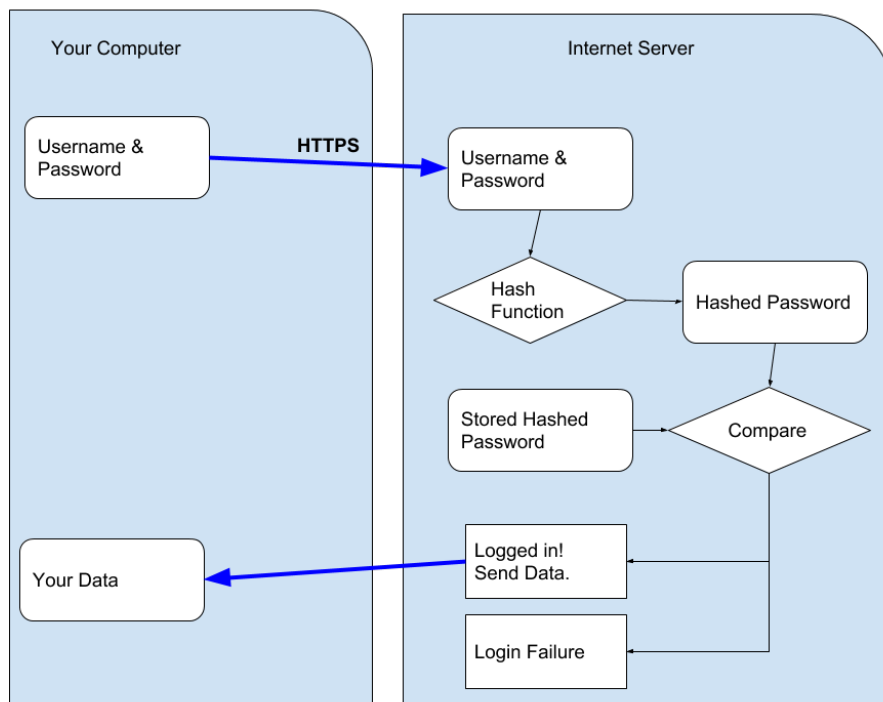 Your Computer
Internet Server
Username &
Password
HTTPS
Username &
Password
Hash
Function
Hashed Password
Stored Hashed
Password
Compare
Logged in!
Send Data.
Your Data
Login Failure